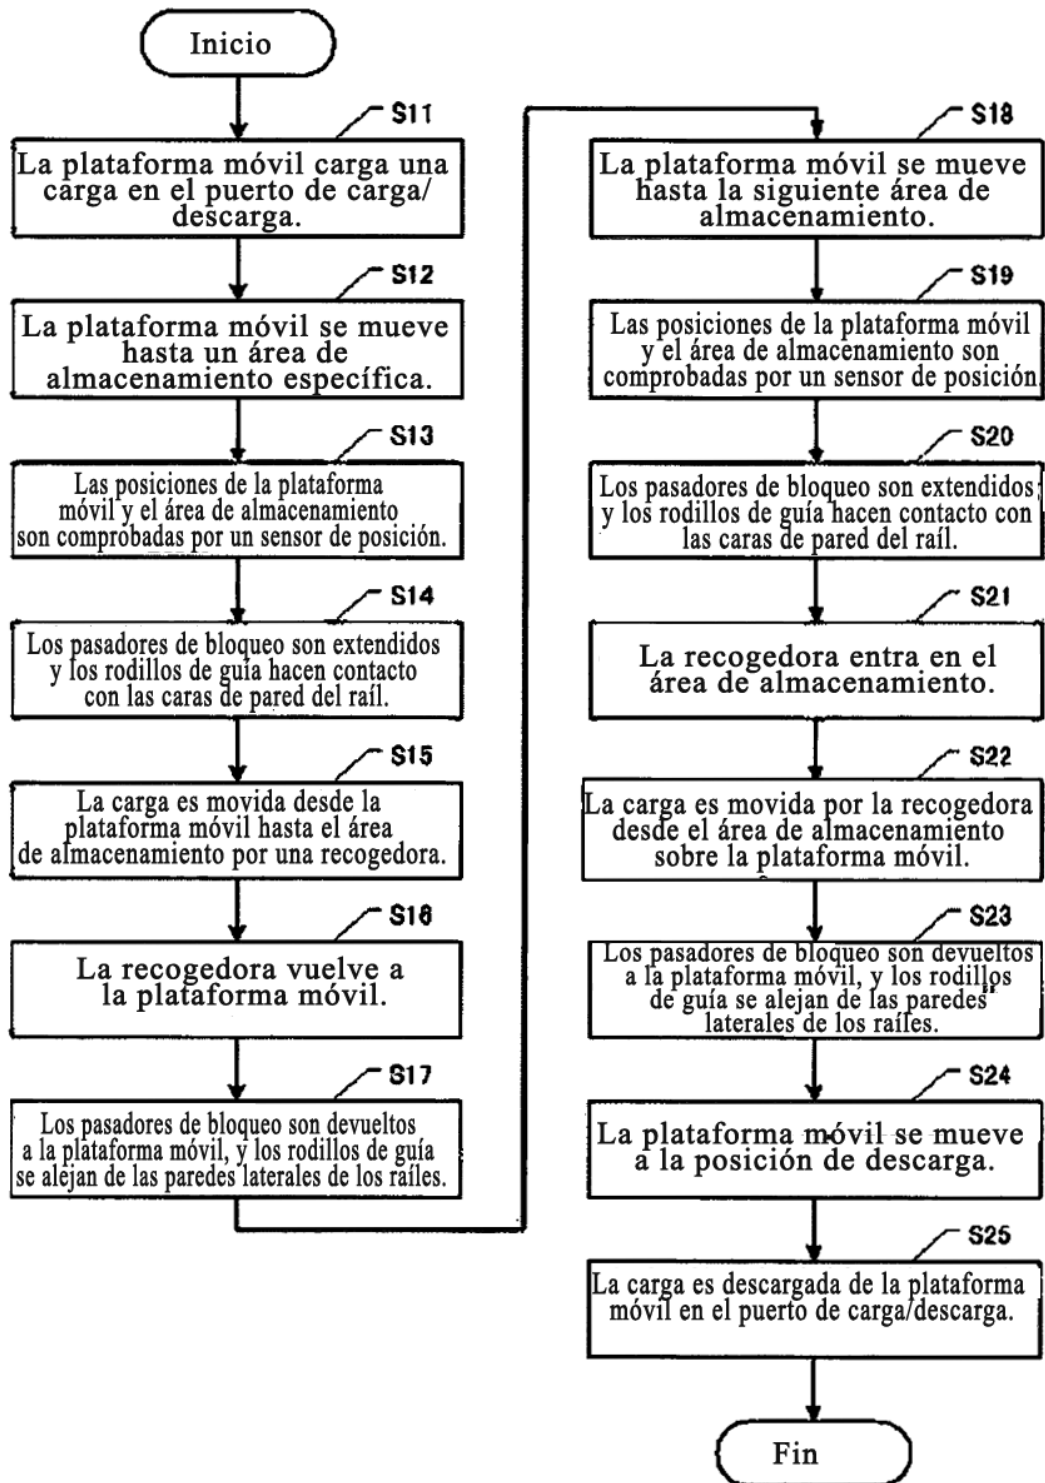 Inicio
S11
La plataforma móvil carga una
carga en el puerto de carga/
descarga.
S12
La plataforma móvil se mueve
hasta un área de
almacenamiento específica.
S13
Las posiciones de la plataforma
móvil y el área de almacenamiento
son comprobadas por un sensor de posición.
S14
Los pasadores de bloqueo son extendidos
y los rodillos de guía hacen contacto
con las caras de pared del raíl.
S15
La carga es movida desde la
plataforma móvil hasta el área
de almacenamiento por una recogedora.
S16
La recogedora vuelve a
la plataforma móvil.
S17
Los pasadores de bloqueo son devueltos
a la plataforma móvil, y los rodillos de guía
se alejan de las paredes laterales de los raíles.
S18
La plataforma móvil se mueve
hasta la siguiente área de
almacenamiento.
S19
Las posiciones de la plataforma móvil
y el área de almacenamiento son
comprobadas por un sensor de posición.
S20
Los pasadores de bloqueo son extendidos
y los rodillos de guía hacen contacto con
las caras de pared del raíl.
S21
La recogedora entra en el
área de almacenamiento.
S22
La carga es movida por la recogedora
desde el área de almacenamiento
sobre la plataforma móvil.
S23
Los pasadores de bloqueo son devueltos
a la plataforma móvil, y los rodillos
de guía se alejan de las paredes
laterales de los raíles.
S24
La plataforma móvil se mueve
a la posición de descarga.
S25
La carga es descargada de la plataforma
móvil en el puerto de carga/descarga.
Fin